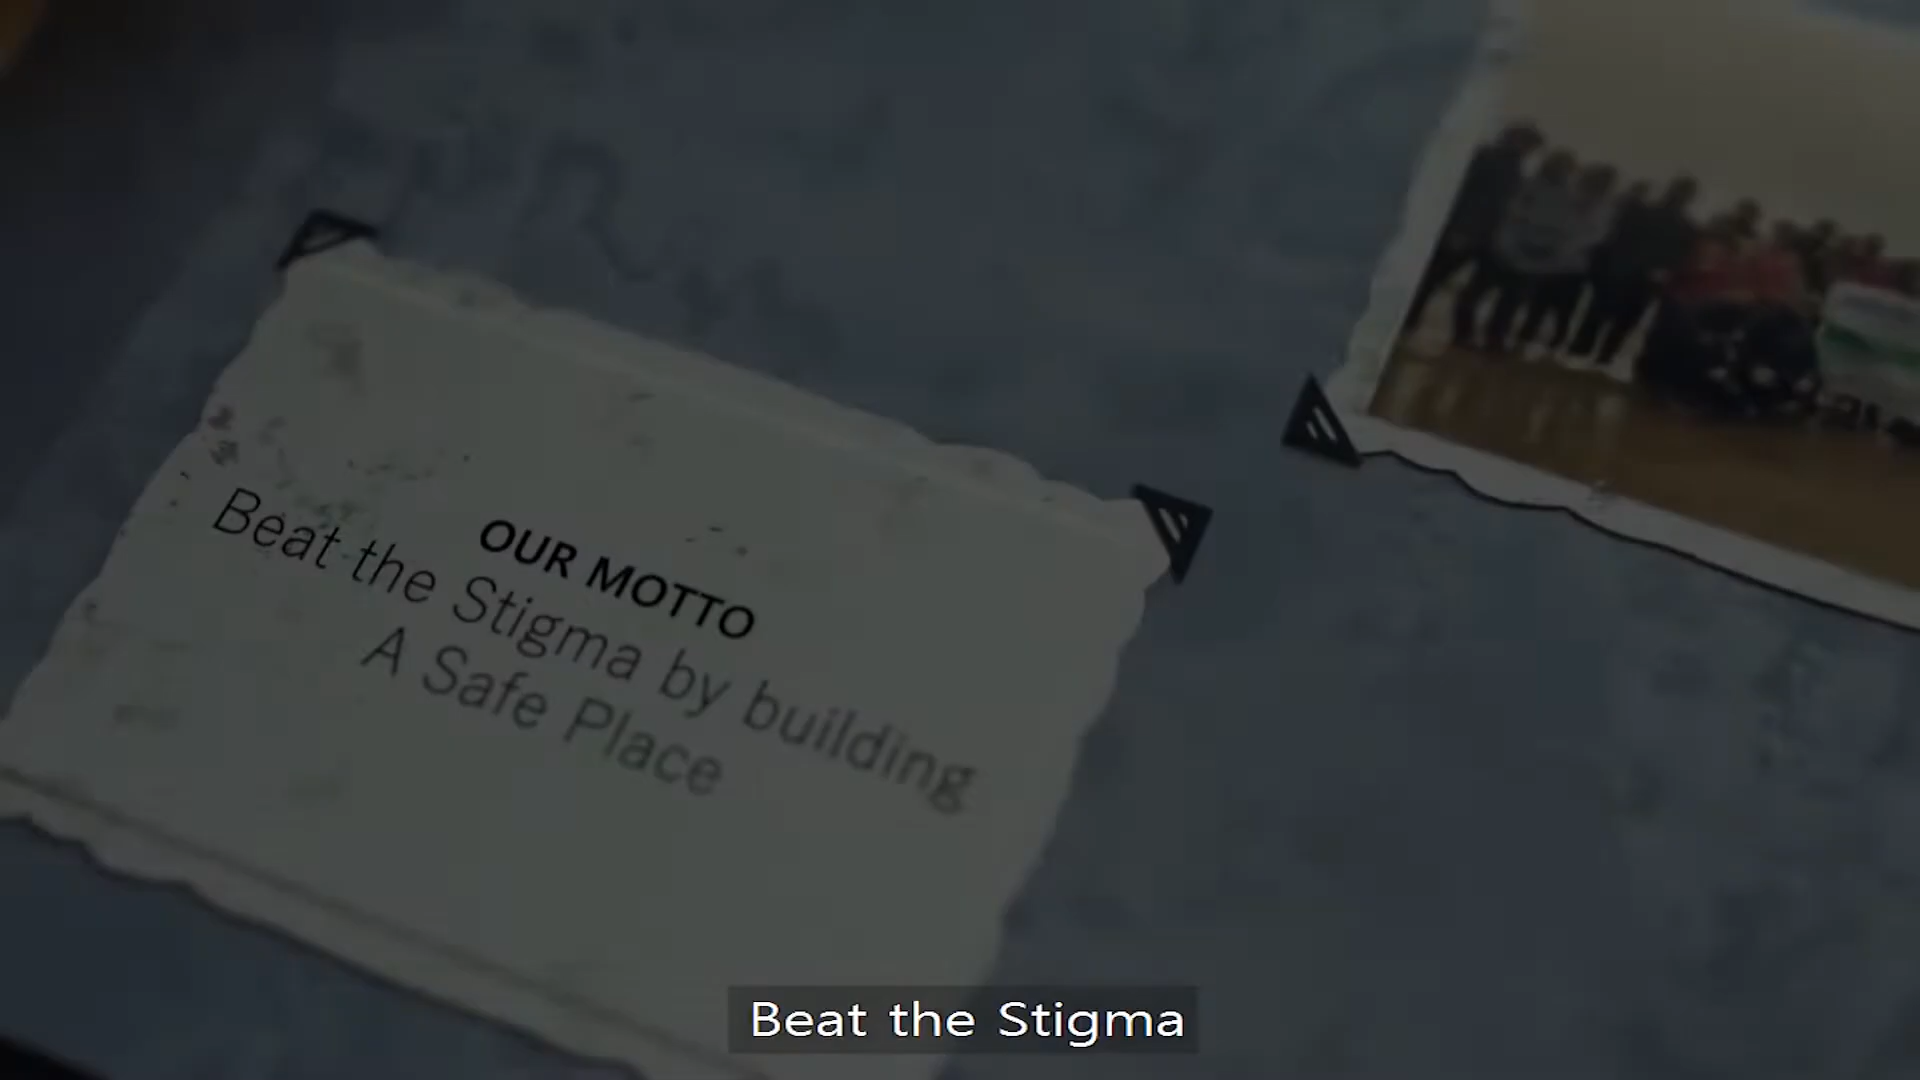 OUR MOTTO
Beat the Stigma by building
A Safe Place
Beat the Stigma